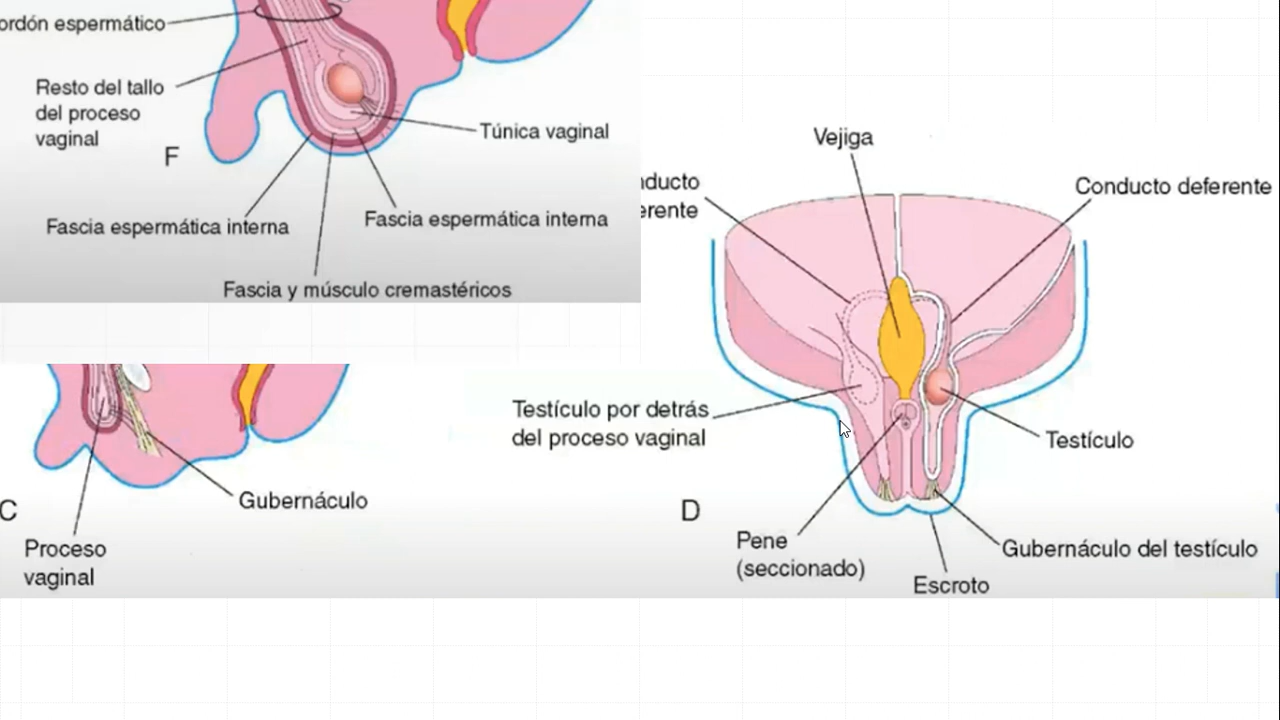 ordón espermático
Resto del tallo
del proceso
vaginal
F
Túnica vaginal
Fascia espermática interna
Fascia espermática interna
Fascia y músculo cremastéricos
Vejiga
nducto
erente
Conducto deferente
Testículo por detrás
del proceso vaginal
Testículo
D
Pene
(seccionado)
Gubernáculo del testículo
Escroto
Gubernáculo
C
Proceso
vaginal